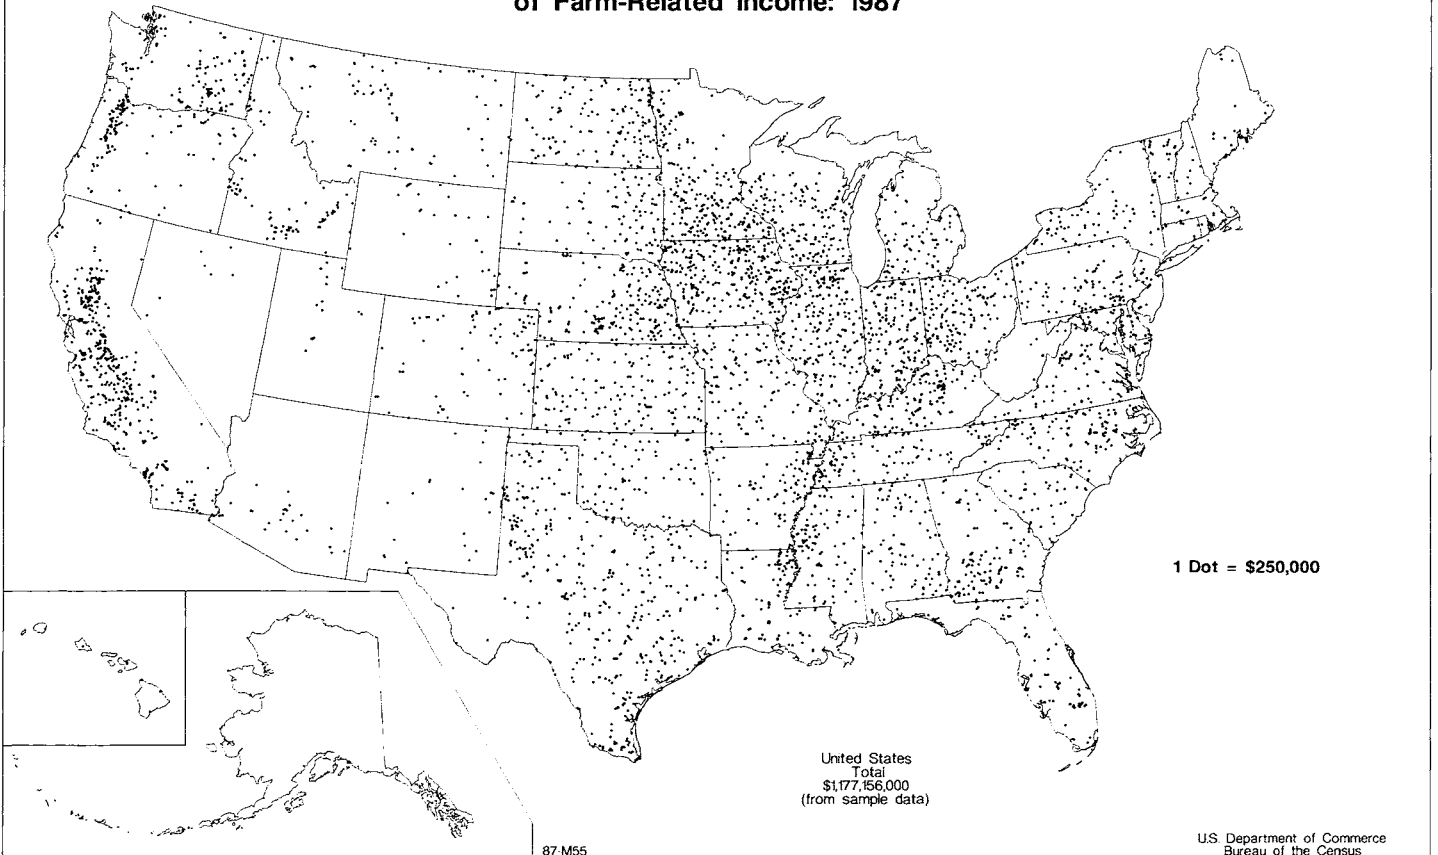 of Farm-Related Income: 1987
1 Dot = $250,000
United States
Total
$1,177,156,000
(from sample data)
87-M55
U.S. Department of Commerce
Bureau of the Census